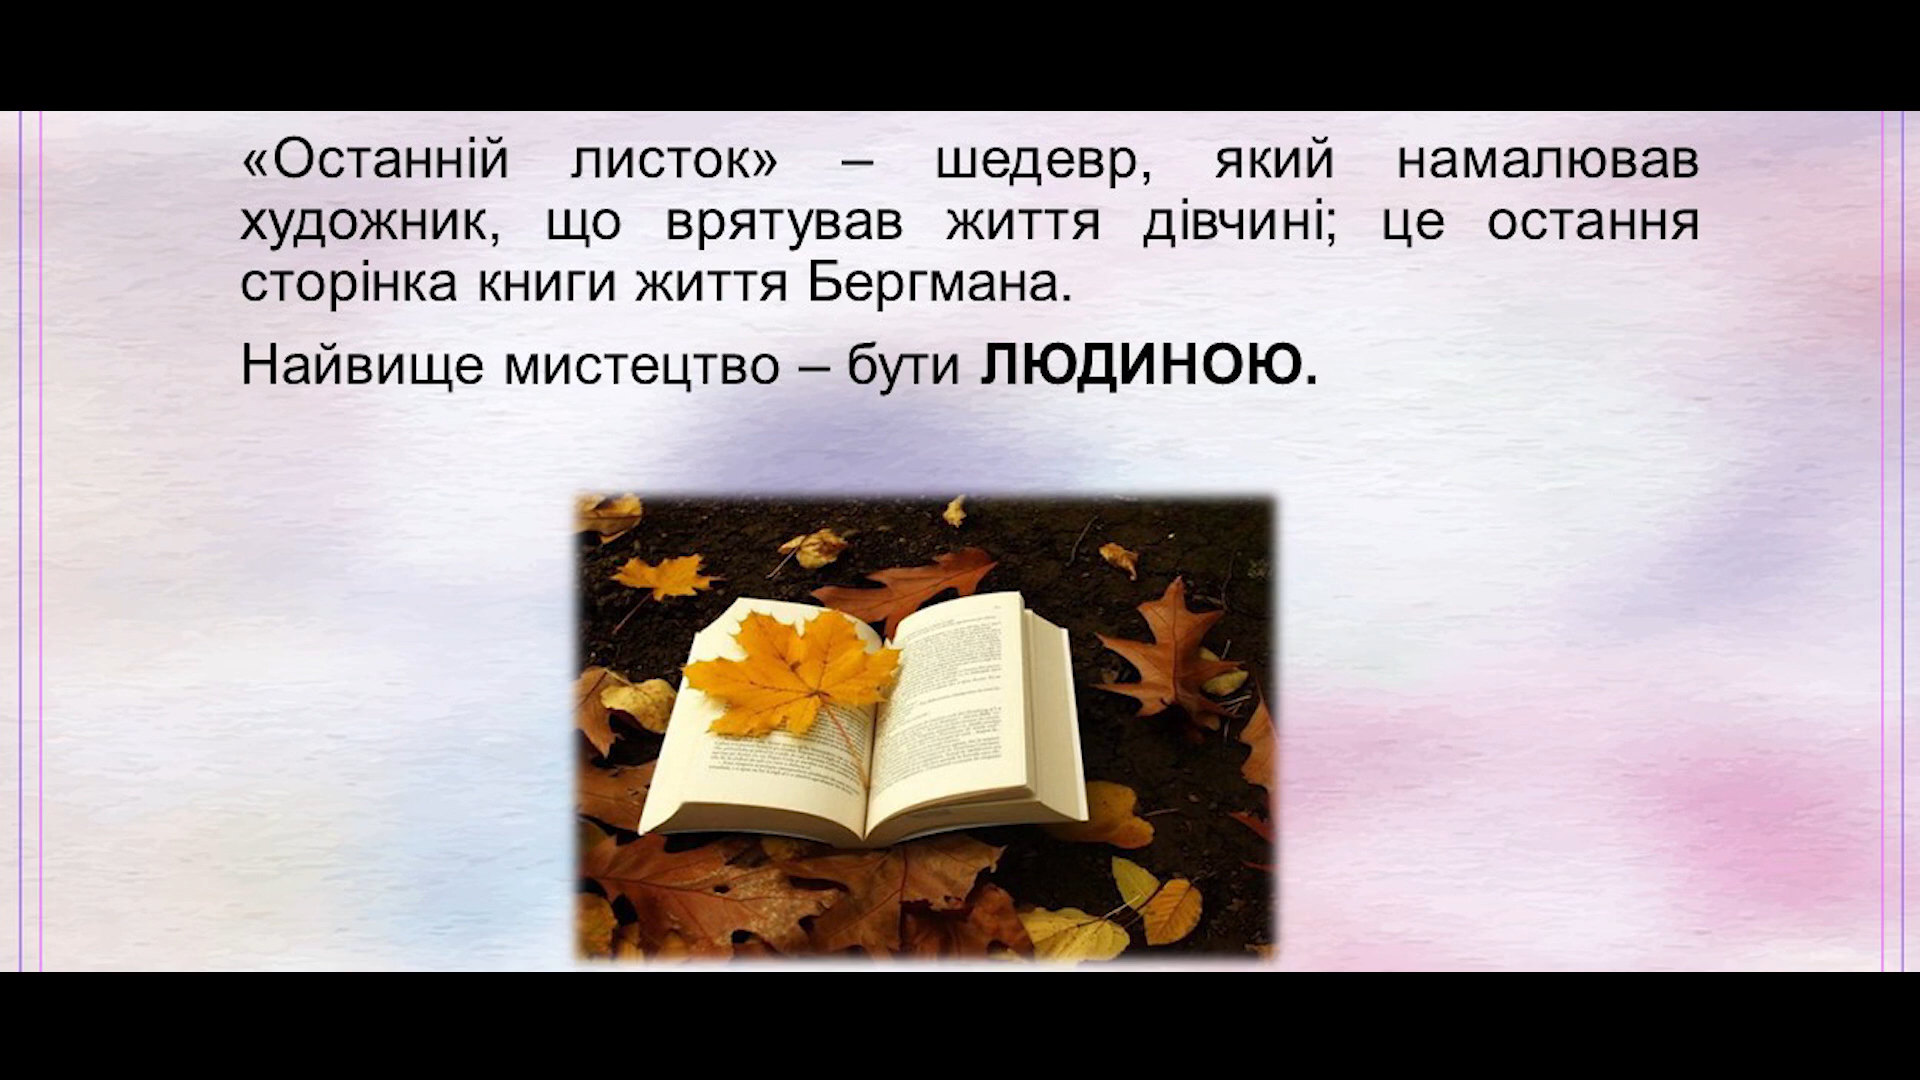 «Останній листок» – шедевр, який намалював
художник, що врятував життя дівчині; це остання
сторінка книги життя Бергмана.
Найвище мистецтво – бути ЛЮДИНОЮ.